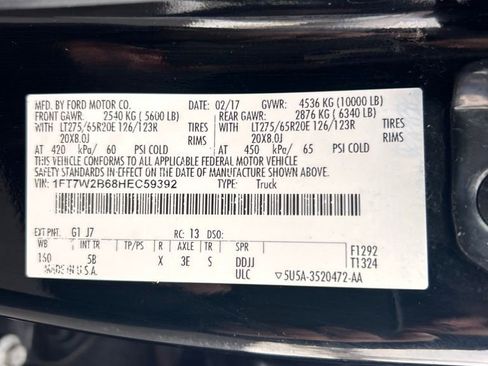 MFD. BY FORD MOTOR CO. 02/17 GVWR: 4536 KG (10000 LB)
FRONT GAWR: 2540 KG (5600 LB) REAR GAWR: 2876 KG (6340 LB)
WITH LT275/65R20E 126/123R TIRES WITH LT275/65R20E 126/123R TIRES
20X8.0J RIMS 20X8.0J RIMS
AT 420 kPa/ 60 PSI COLD AT 450 kPa/ 65 PSI COLD
THIS VEHICLE CONFORMS TO ALL APPLICABLE FEDERAL MOTOR VEHICLE
SAFETY STANDARDS IN EFFECT ON THE DATE OF MANUFACTURE SHOWN ABOVE.
VIN: 1FT7W2B68HEC59392 TYPE: Truck
EXT PNT: G1 J7 RC: 13 DSO: F1292
WB INT TR TP/PS R AXLE TR SPR T1324
160 5B X 3E S DDJJ
MADE IN U.S.A. ULC 5U5A-3520472-AA